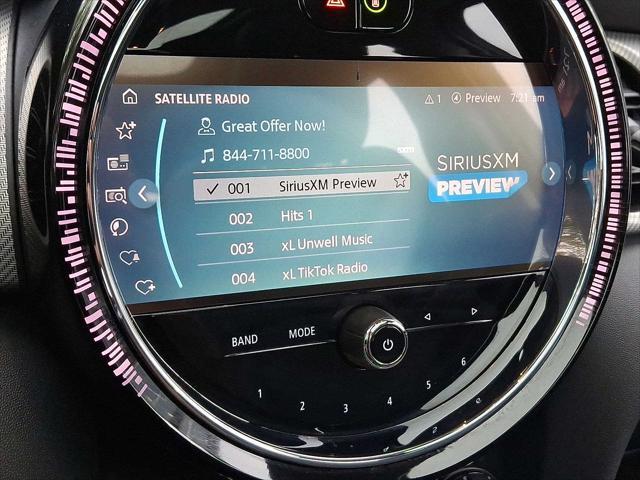 SATELLITE RADIO 1 Preview 7:21 am
Great Offer Now!
844-711-8800
001 SiriusXM Preview
002 Hits 1
003 xL Unwell Music
004 xL TikTok Radio
SIRIUSXM
PREVIEW
BAND MODE
1 2 3 4 5 6